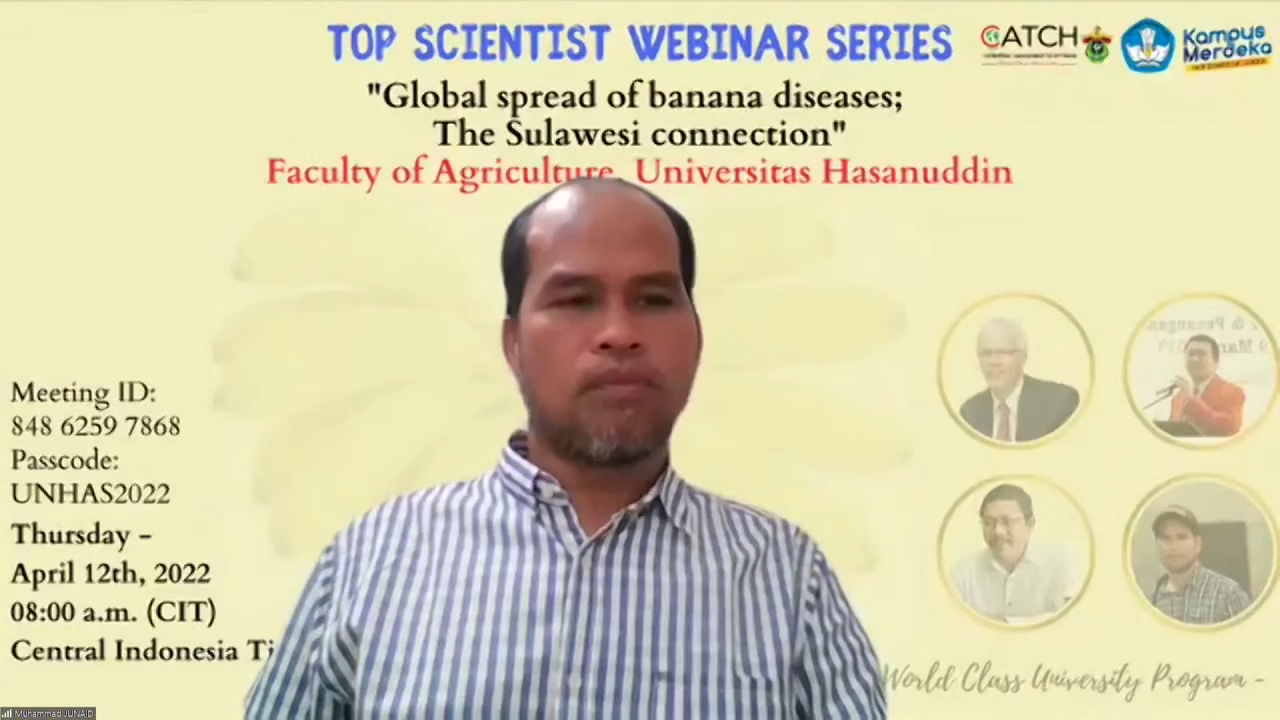 TOP SCIENTIST WEBINAR SERIES
CATCH
Kampus
Merdeka
"Global spread of banana diseases;
The Sulawesi connection"
Faculty of Agriculture, Universitas Hasanuddin
Meeting ID:
848 6259 7868
Passcode:
UNHAS2022
Thursday -
April 12th, 2022
08:00 a.m. (CIT)
Central Indonesia Ti
World Class University Program -
Muhammad JUNAID